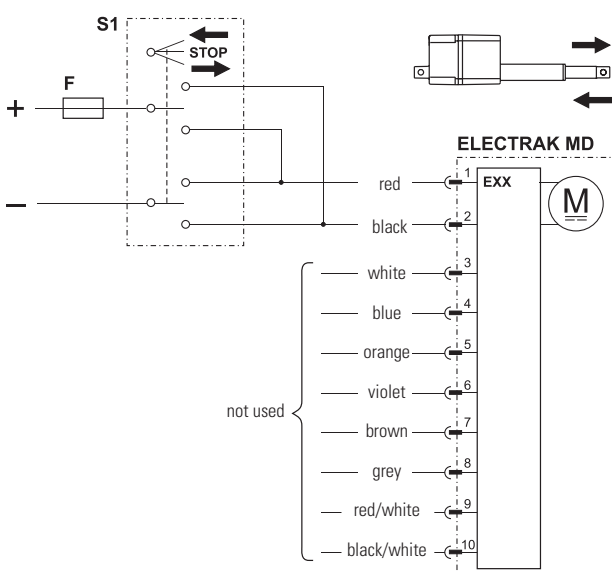 S1
STOP
F
+
–
ELECTRAK MD
red 1 EXX
M
black 2
white 3
blue 4
orange 5
violet 6
not used
brown 7
grey 8
red/white 9
black/white 10